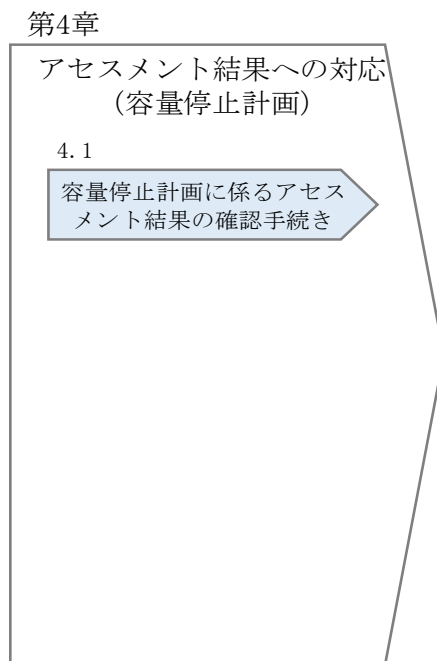 第4章
アセスメント結果への対応
(容量停止計画)
4.1
容量停止計画に係るアセス
メント結果の確認手続き